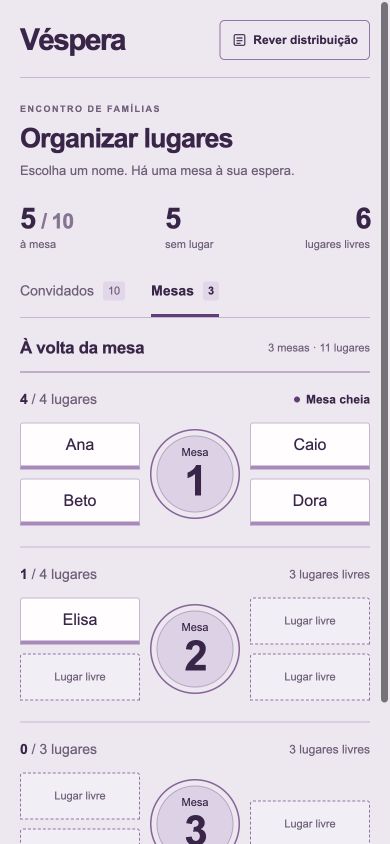 Véspera
Rever distribuição
ENCONTRO DE FAMÍLIAS
Organizar lugares
Escolha um nome. Há uma mesa à sua espera.
5 / 10
à mesa
5
sem lugar
6
lugares livres
Convidados 10
Mesas 3
À volta da mesa
3 mesas · 11 lugares
4 / 4 lugares
Mesa cheia
Ana
Beto
Mesa
1
Caio
Dora
1 / 4 lugares
3 lugares livres
Elisa
Lugar livre
Mesa
2
Lugar livre
Lugar livre
0 / 3 lugares
3 lugares livres
Lugar livre
Mesa
3
Lugar livre